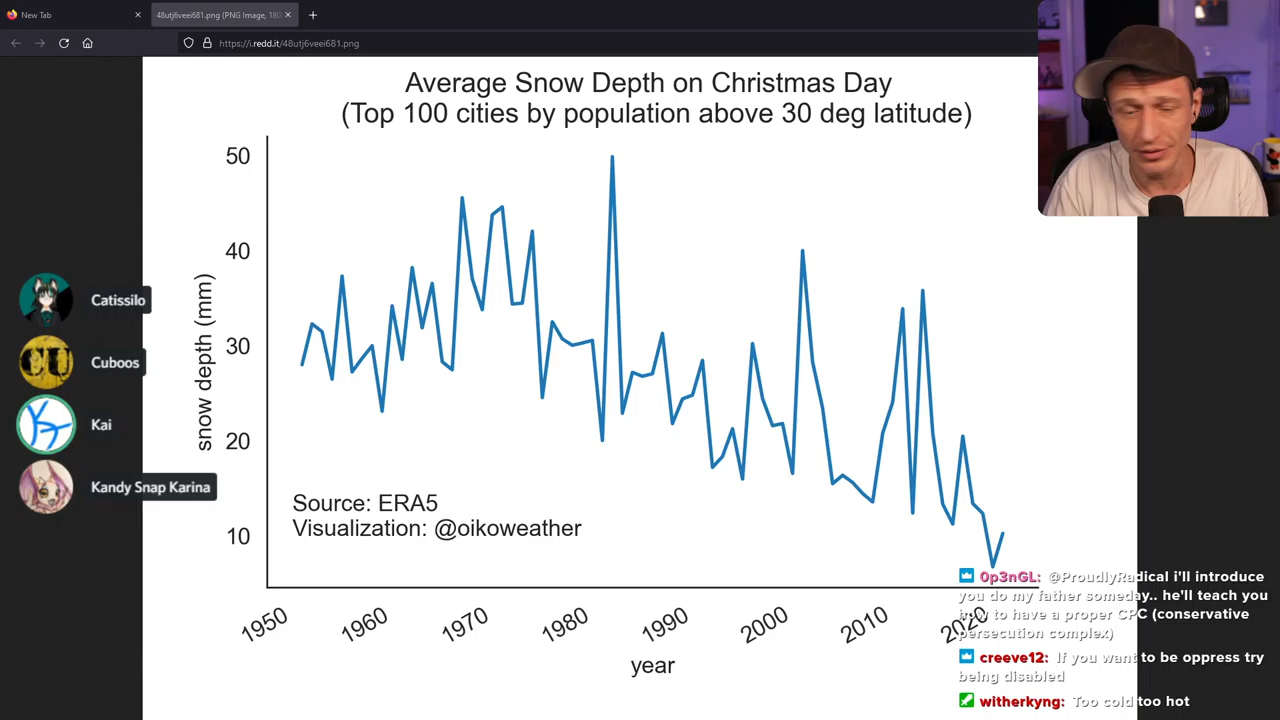 New Tab
48utj6veei681.png (PNG Image, 180
https://i.redd.it/48utj6veei681.png
Average Snow Depth on Christmas Day
(Top 100 cities by population above 30 deg latitude)
50
40
30
20
10
snow depth (mm)
Source: ERA5
Visualization: @oikoweather
1950
1960
1970
1980
1990
2000
2010
2020
year
Catissilo
CU
Cuboos
Kai
Kandy Snap Karina
0p3nGL: @ProudlyRadical i'll introduce
you do my father someday.. he'll teach you
how to have a proper CPC (conservative
persecution complex)
creeve12: If you want to be oppress try
being disabled
witherkyng: Too cold too hot